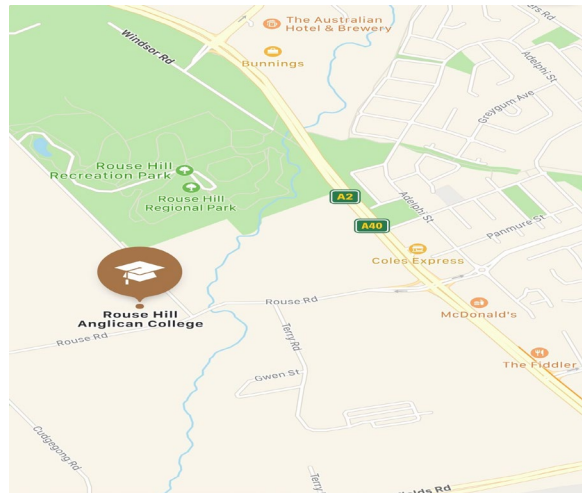 The Australian
Hotel & Brewery
Windsor Rd
Bunnings
Adelphi St
Greygum Ave
Rouse Hill
Recreation Park
Rouse Hill
Regional Park
A2
Adelphi St
A40
Panmure St
Coles Express
Rouse Rd
McDonald's
Rouse Hill
Anglican College
Rouse Rd
Terry Rd
The Fiddler
Gwen St
Cudgegong Rd
Terry
Rd